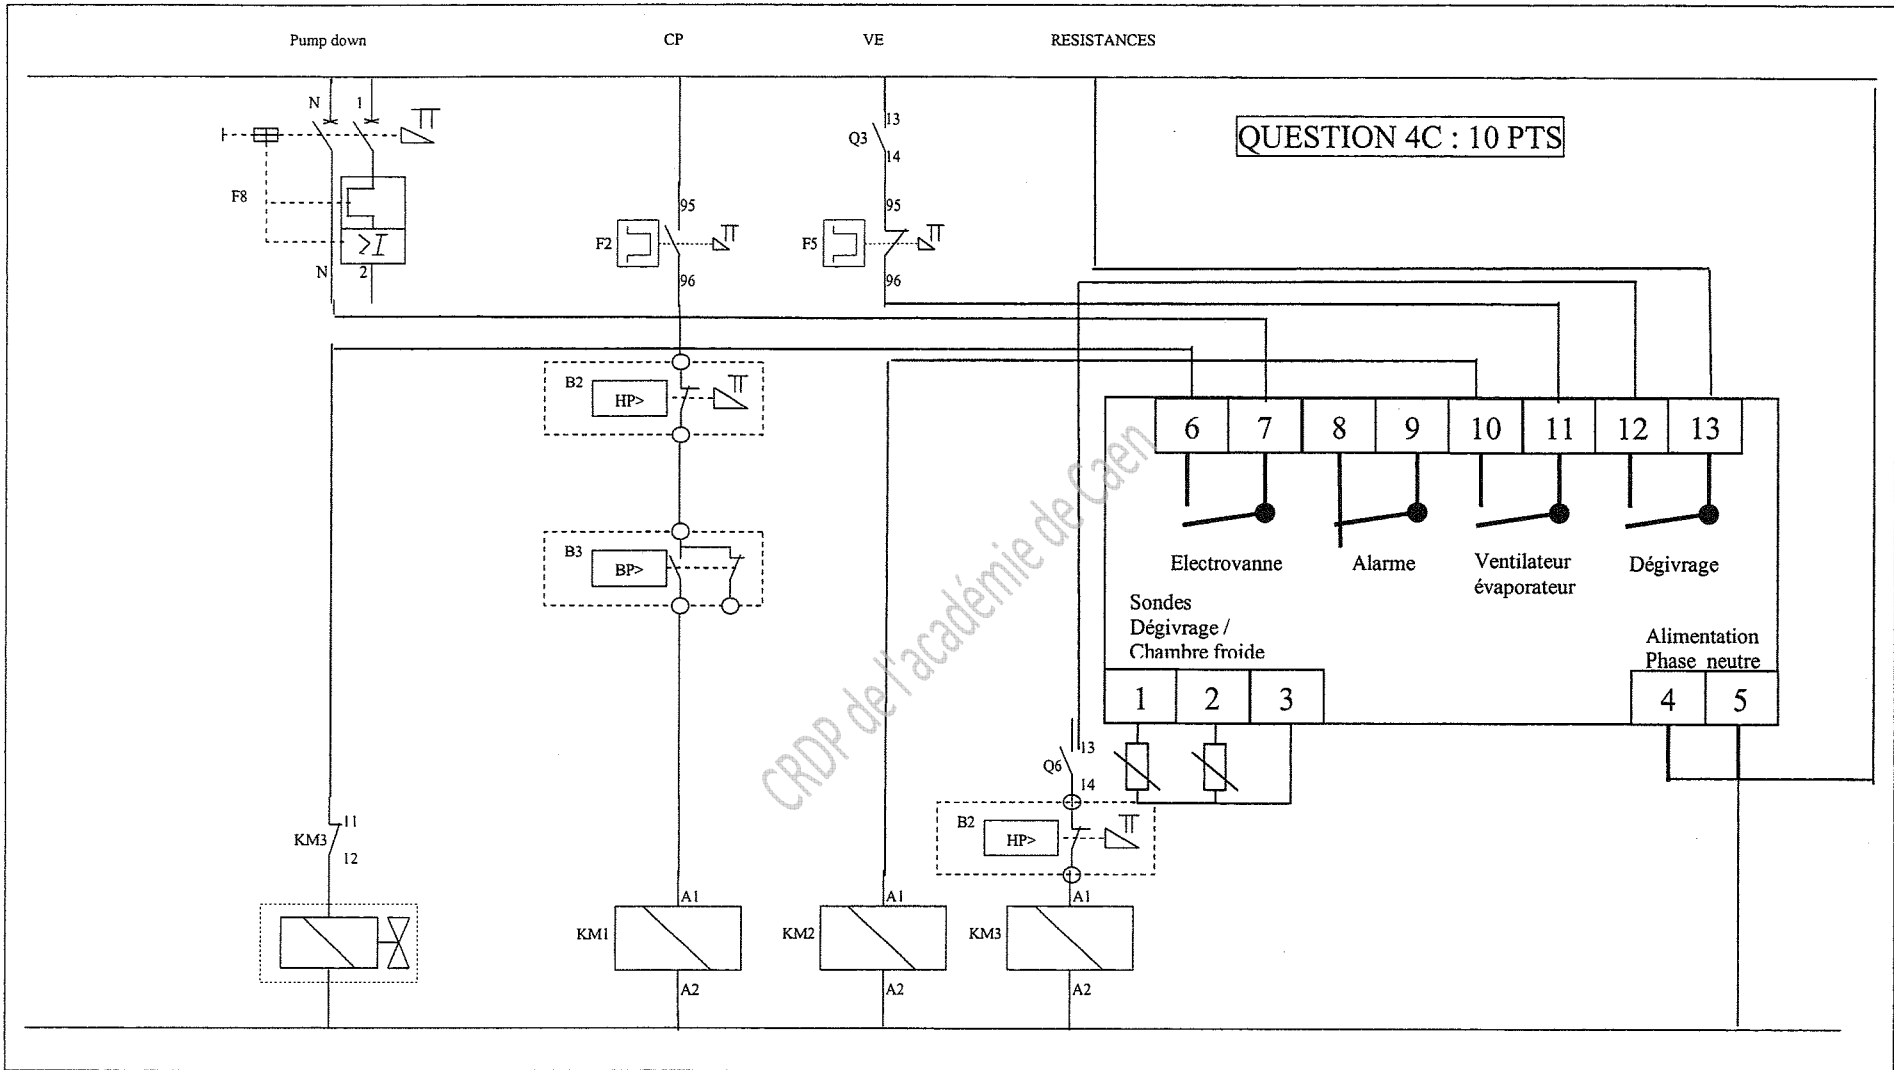 Pump down CP VE RESISTANCES
QUESTION 4C : 10 PTS
N 1
13
Q3
14
F8
95 95
F2 F5
>I
N 2 96 96
B2
HP>
6 7 8 9 10 11 12 13
B3
BP>
Electrovanne Alarme Ventilateur
évaporateur Dégivrage
Sondes
Dégivrage /
Chambre froide
Alimentation
Phase neutre
1 2 3 4 5
13
Q6
14
B2
HP>
11
KM3
12
A1 A1 A1
KM1 KM2 KM3
A2 A2 A2
CRDP de l'académie de Caen